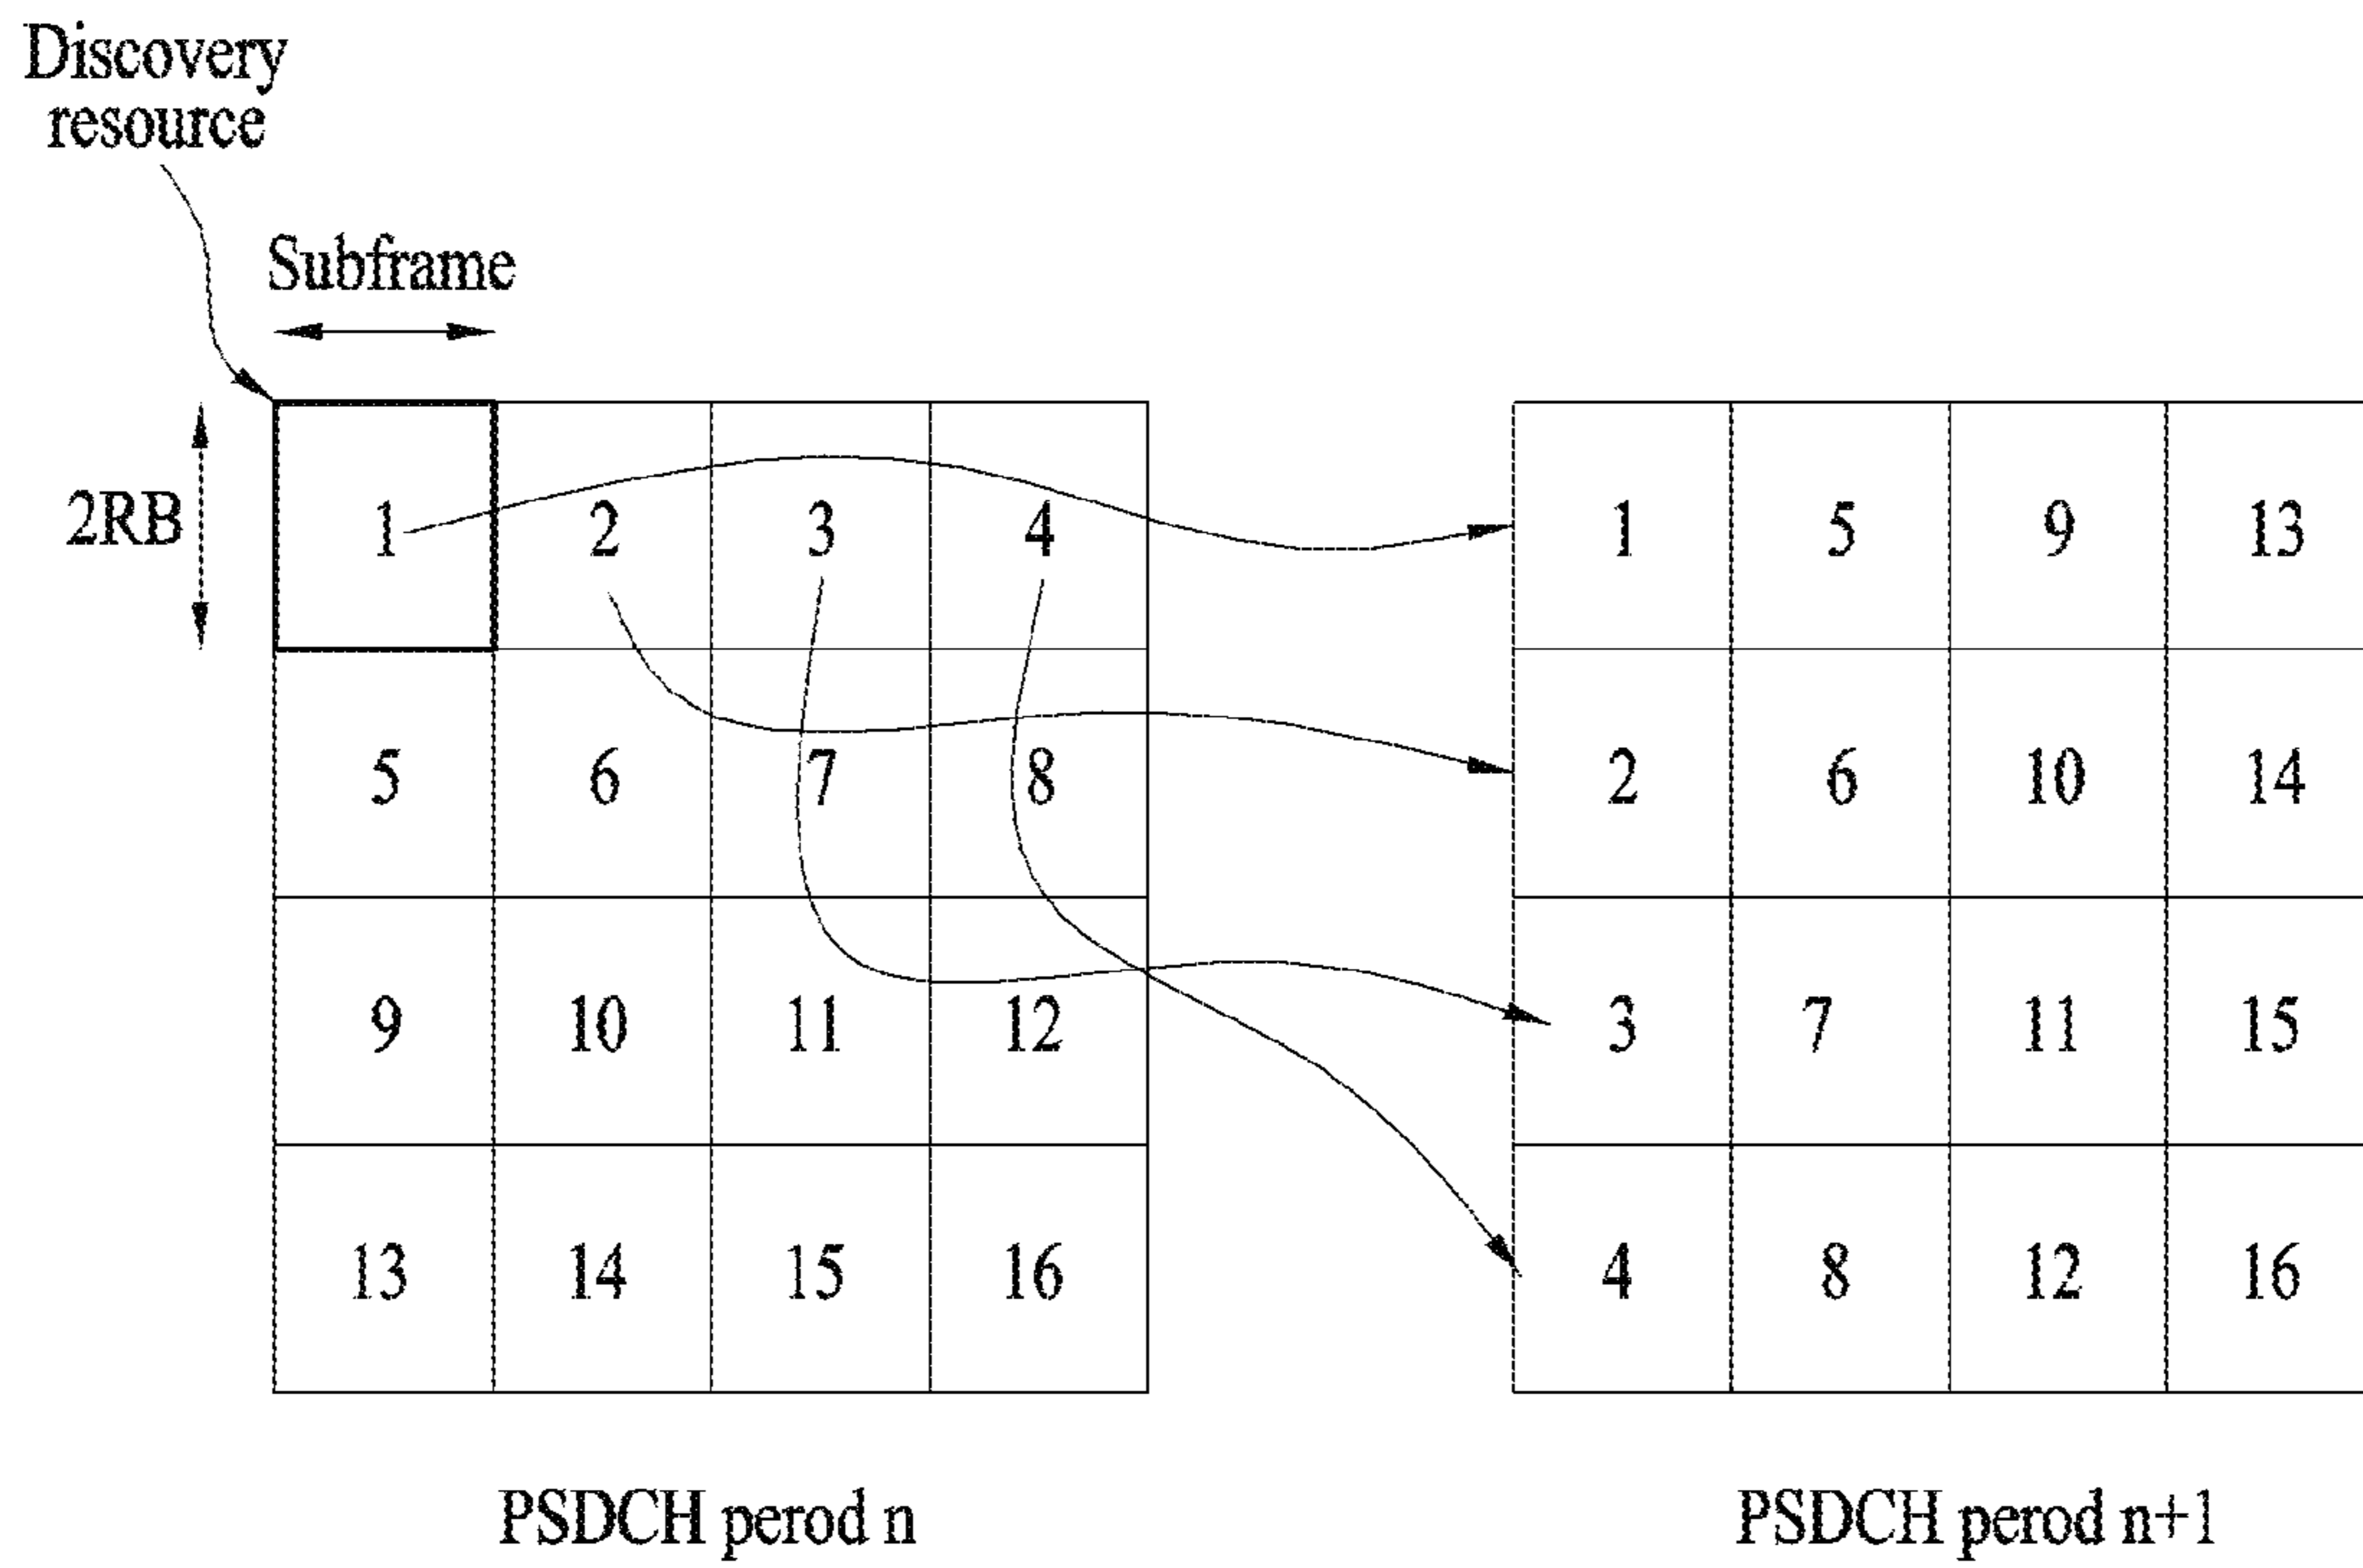 Discovery
resource
Subframe
2RB
1 2 3 4 1 5 9 13
5 6 7 8 2 6 10 14
9 10 11 12 3 7 11 15
13 14 15 16 4 8 12 16
PSDCH perod n PSDCH perod n+1